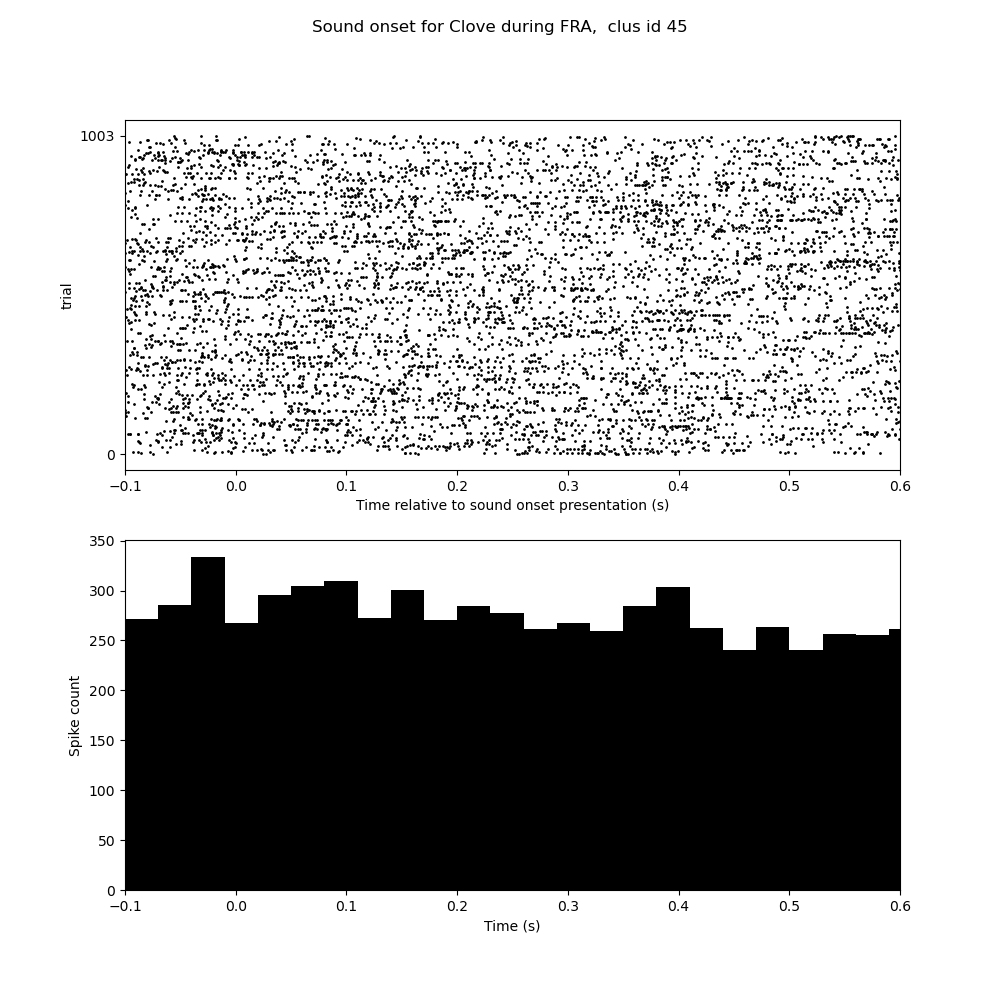 Sound onset for Clove during FRA,  clus id 45
1003
0
trial
−0.1 0.0 0.1 0.2 0.3 0.4 0.5 0.6
Time relative to sound onset presentation (s)
350
300
250
200
150
100
50
0
Spike count
−0.1 0.0 0.1 0.2 0.3 0.4 0.5 0.6
Time (s)